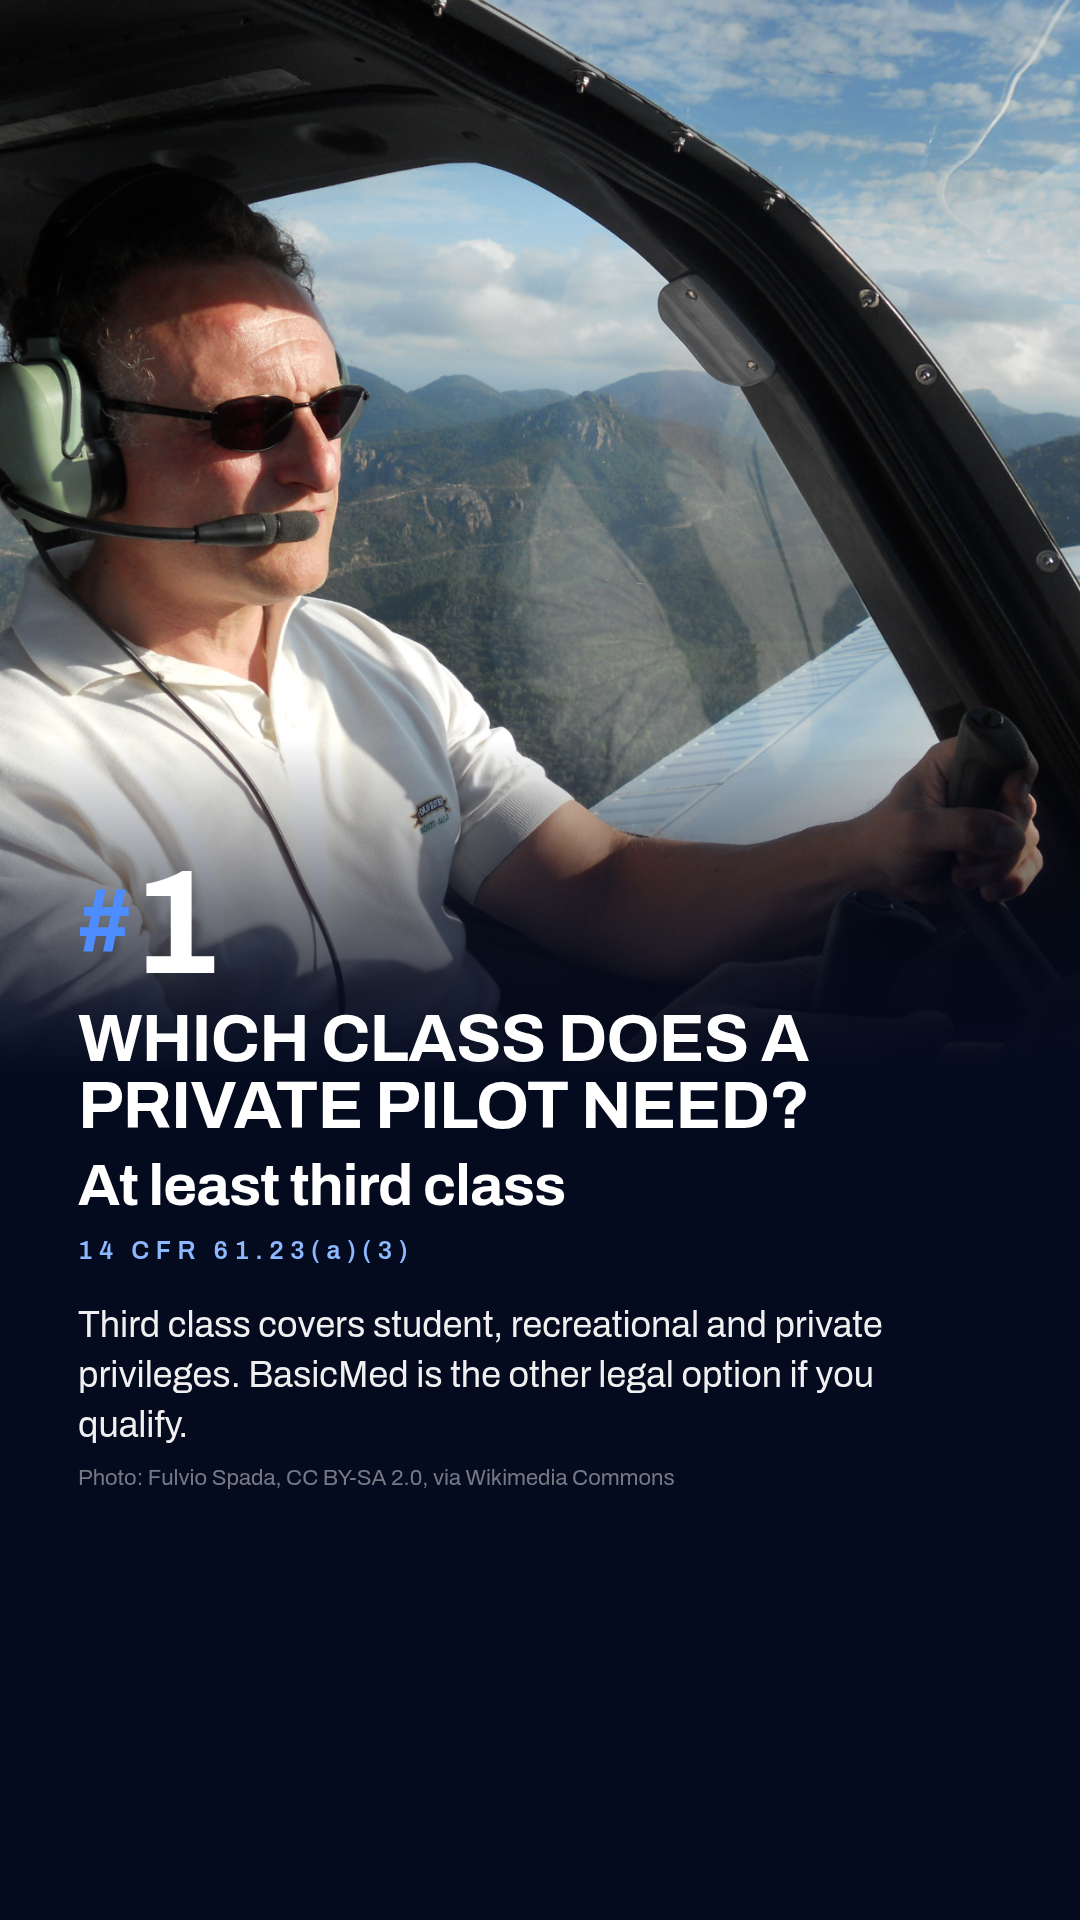 #1
WHICH CLASS DOES A
PRIVATE PILOT NEED?
At least third class
14 CFR 61.23(a)(3)
Third class covers student, recreational and private
privileges. BasicMed is the other legal option if you
qualify.
Photo: Fulvio Spada, CC BY-SA 2.0, via Wikimedia Commons